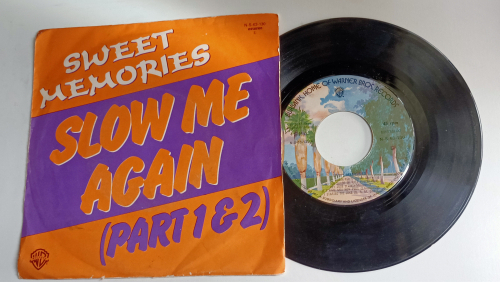 SWEET
MEMORIES
SLOW ME
AGAIN
(PART 1 & 2)
BURBANK, HOME OF WARNER BROS. RECORDS